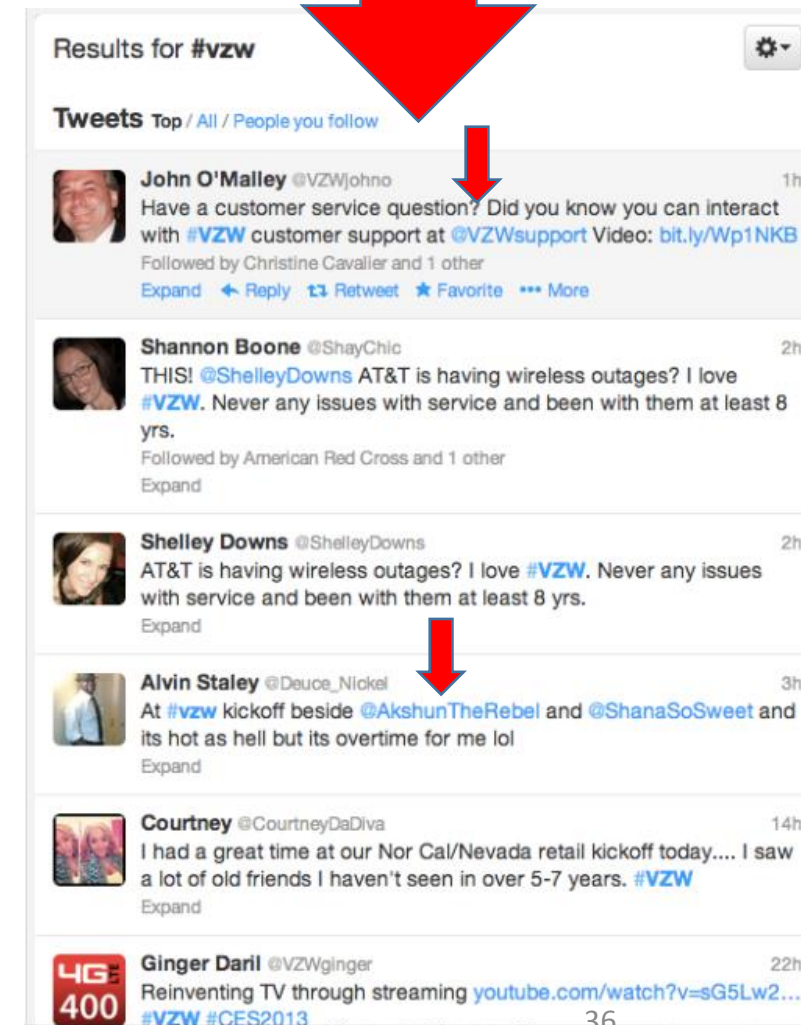 Results for #vzw
Tweets Top / All / People you follow
John O'Malley @VZWjohno 1h
Have a customer service question? Did you know you can interact
with #VZW customer support at @VZWsupport Video: bit.ly/Wp1NKB
Followed by Christine Cavalier and 1 other
Expand Reply Retweet Favorite ••• More
Shannon Boone @ShayChic 2h
THIS! @ShelleyDowns AT&T is having wireless outages? I love
#VZW. Never any issues with service and been with them at least 8
yrs.
Followed by American Red Cross and 1 other
Expand
Shelley Downs @ShelleyDowns 2h
AT&T is having wireless outages? I love #VZW. Never any issues
with service and been with them at least 8 yrs.
Expand
Alvin Staley @Deuce_Nickel 3h
At #vzw kickoff beside @AkshunTheRebel and @ShanaSoSweet and
its hot as hell but its overtime for me lol
Expand
Courtney @CourtneyDaDiva 14h
I had a great time at our Nor Cal/Nevada retail kickoff today.... I saw
a lot of old friends I haven't seen in over 5-7 years. #VZW
Expand
4G LTE
400
Ginger Daril @VZWginger 22h
Reinventing TV through streaming youtube.com/watch?v=sG5Lw2...
#VZW #CES2013
36